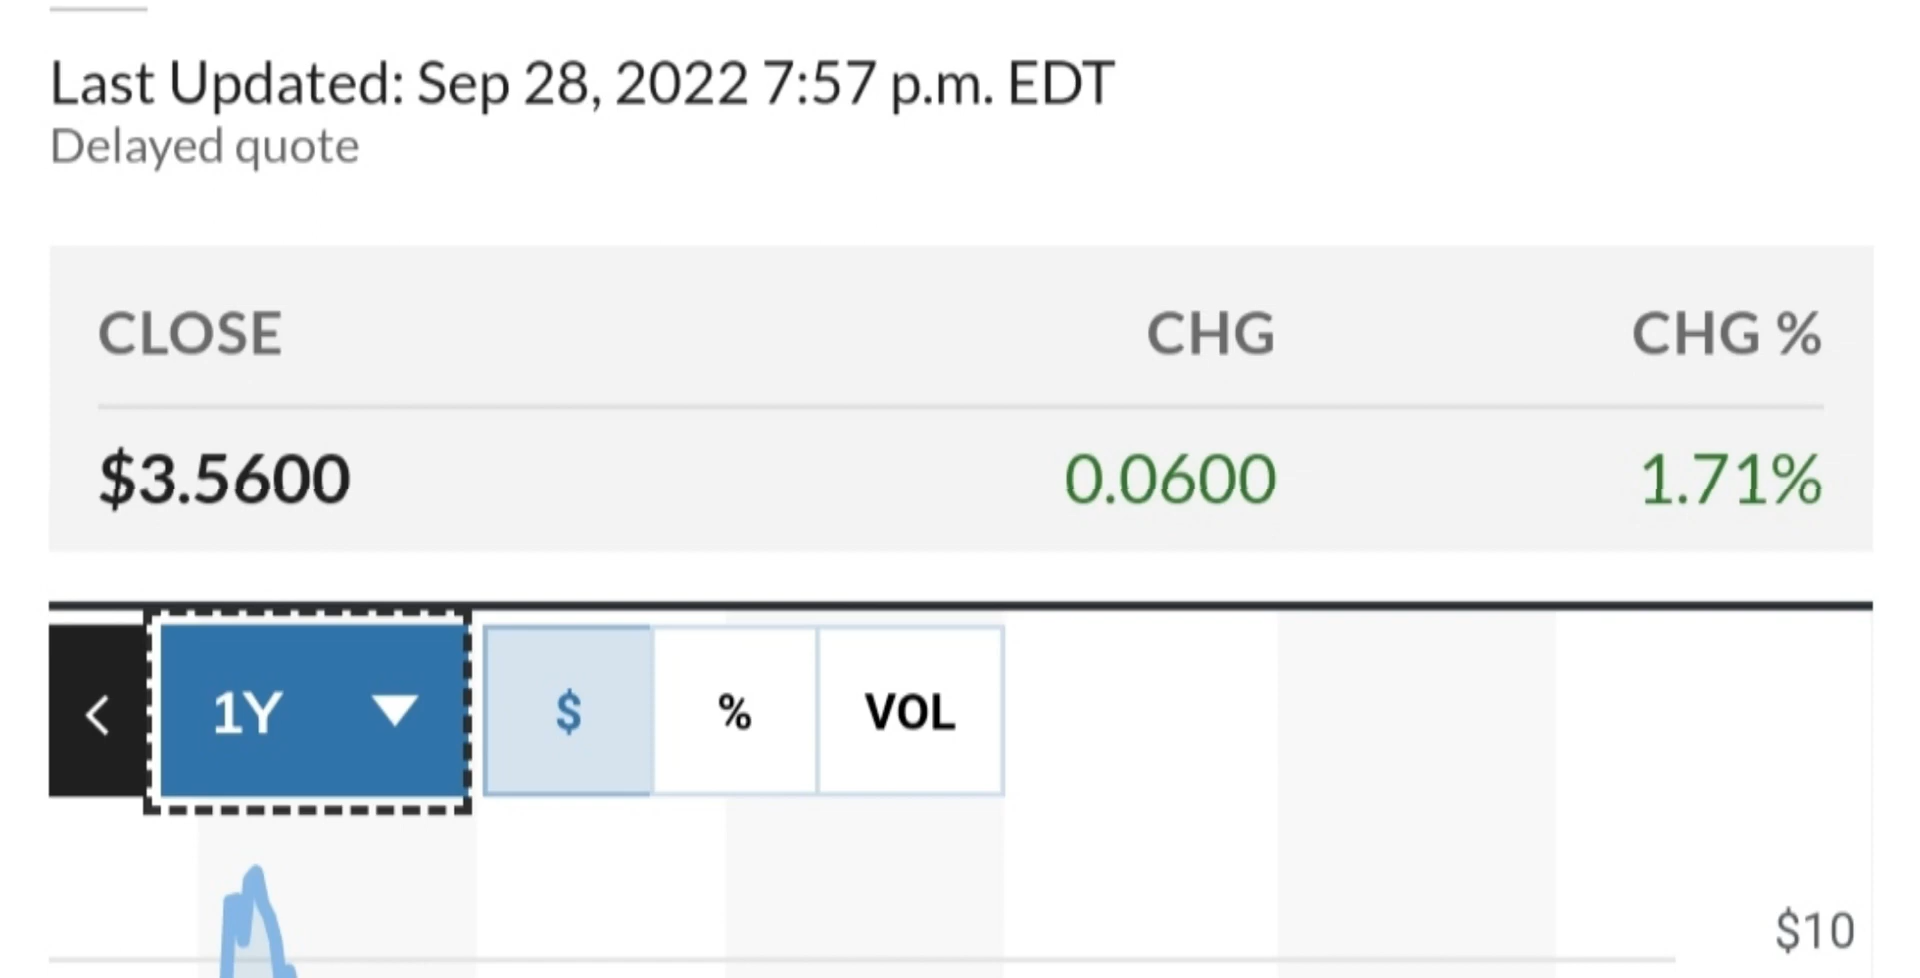 Last Updated: Sep 28, 2022 7:57 p.m. EDT
Delayed quote
CLOSE CHG CHG %
$3.5600 0.0600 1.71%
< 1Y $ % VOL
$10